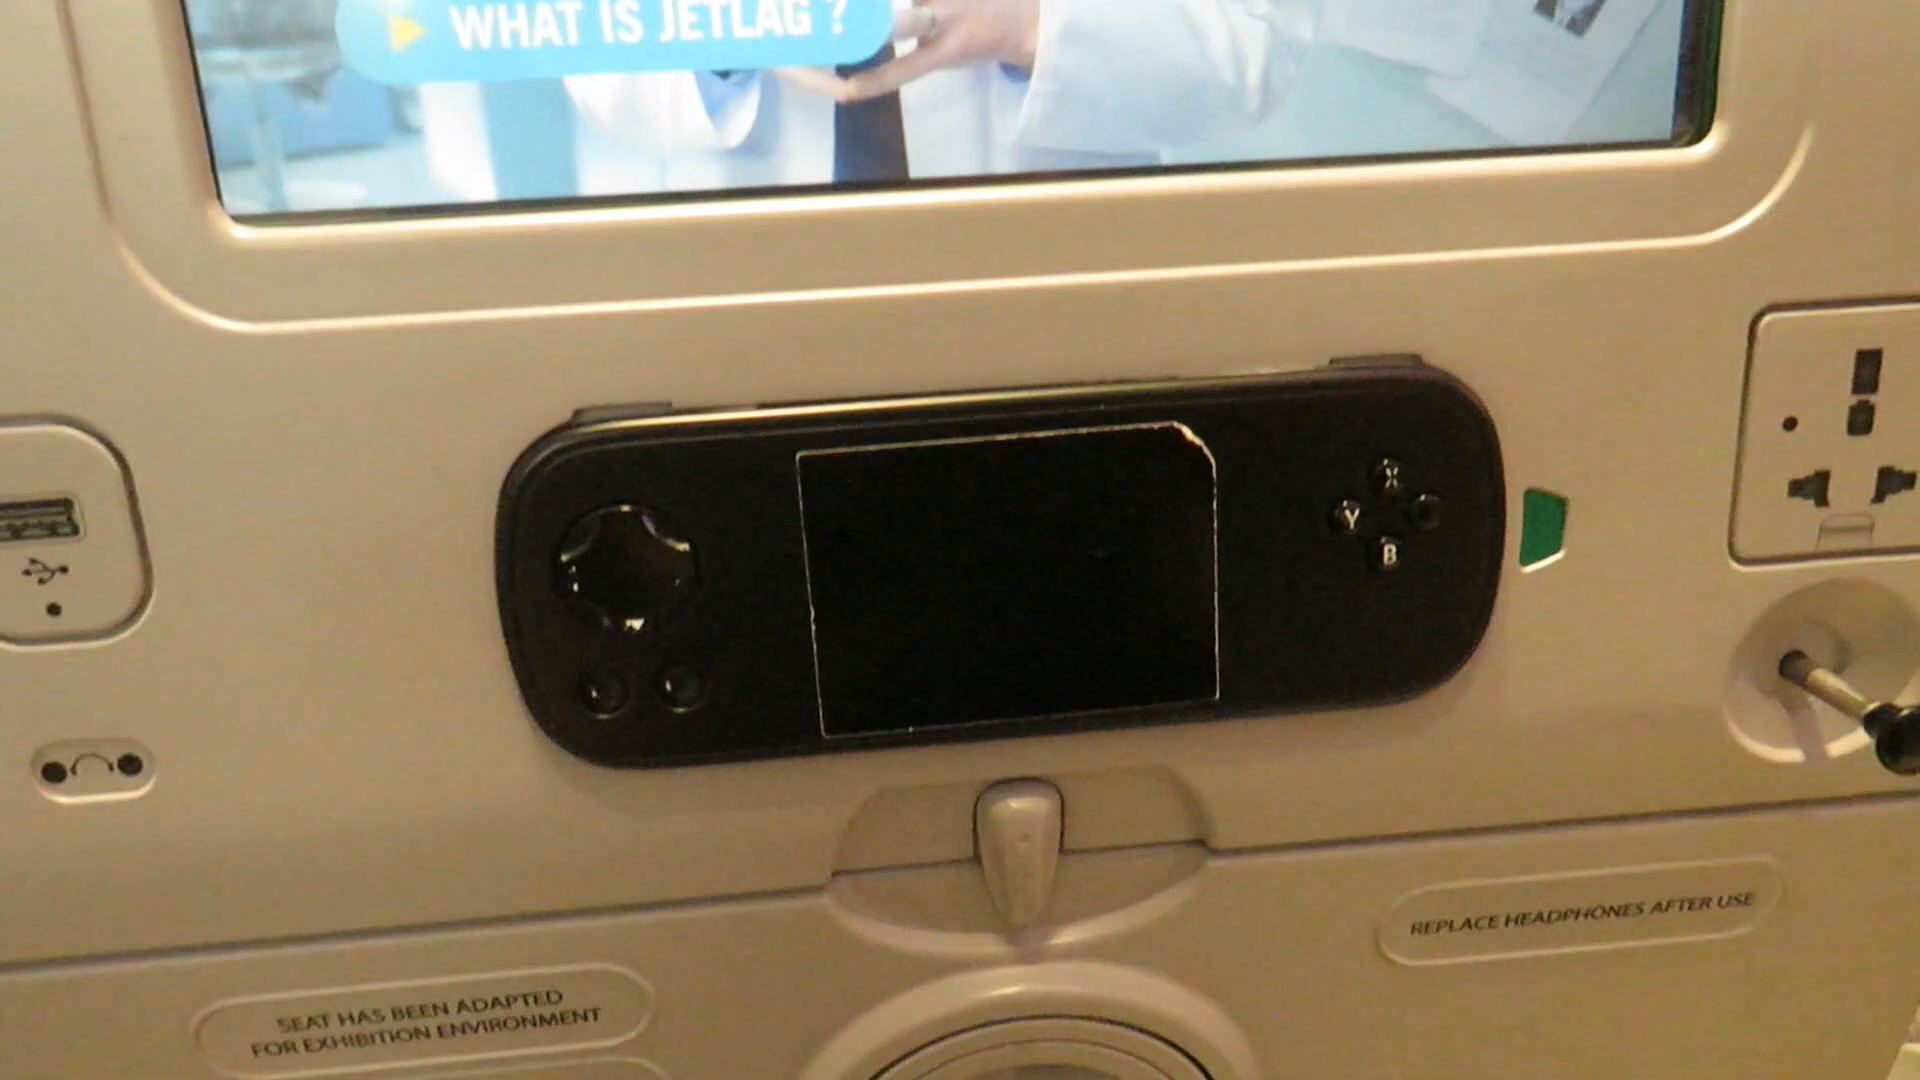 WHAT IS JETLAG ?
X
Y
B
REPLACE HEADPHONES AFTER USE
SEAT HAS BEEN ADAPTED
FOR EXHIBITION ENVIRONMENT